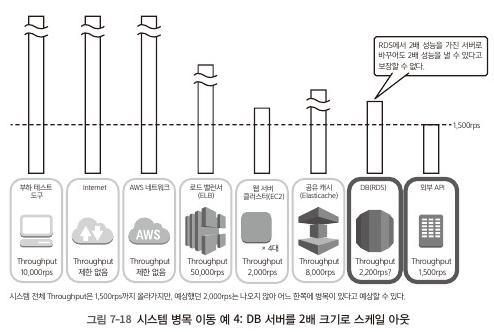 RDS에서 2배 성능을 가진 서버로
바꾸어도 2배 성능을 낼 수 있다고
보장할 수 없다.
1,500rps
부하 테스트
도구
Throughput
10,000rps
Internet
Throughput
제한 없음
AWS 네트워크
AWS
Throughput
제한 없음
로드 밸런서
(ELB)
Throughput
50,000rps
웹 서버
클러스터(EC2)
× 4대
Throughput
2,000rps
공유 캐시
(Elasticache)
Throughput
8,000rps
DB(RDS)
Throughput
2,200rps?
외부 API
Throughput
1,500rps
시스템 전체 Throughput은 1,500rps까지 올라가지만, 예상했던 2,000rps는 나오지 않아 어느 한쪽에 병목이 있다고 예상할 수 있다.
그림 7-18 시스템 병목 이동 예 4: DB 서버를 2배 크기로 스케일 아웃